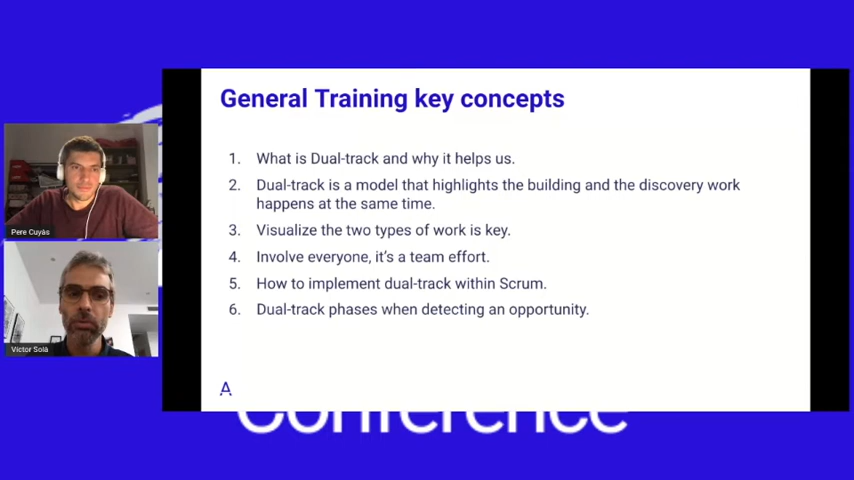 General Training key concepts
1. What is Dual-track and why it helps us.
2. Dual-track is a model that highlights the building and the discovery work
happens at the same time.
3. Visualize the two types of work is key.
4. Involve everyone, it's a team effort.
5. How to implement dual-track within Scrum.
6. Dual-track phases when detecting an opportunity.
Pere Cuyàs
Víctor Solà
A
Conference